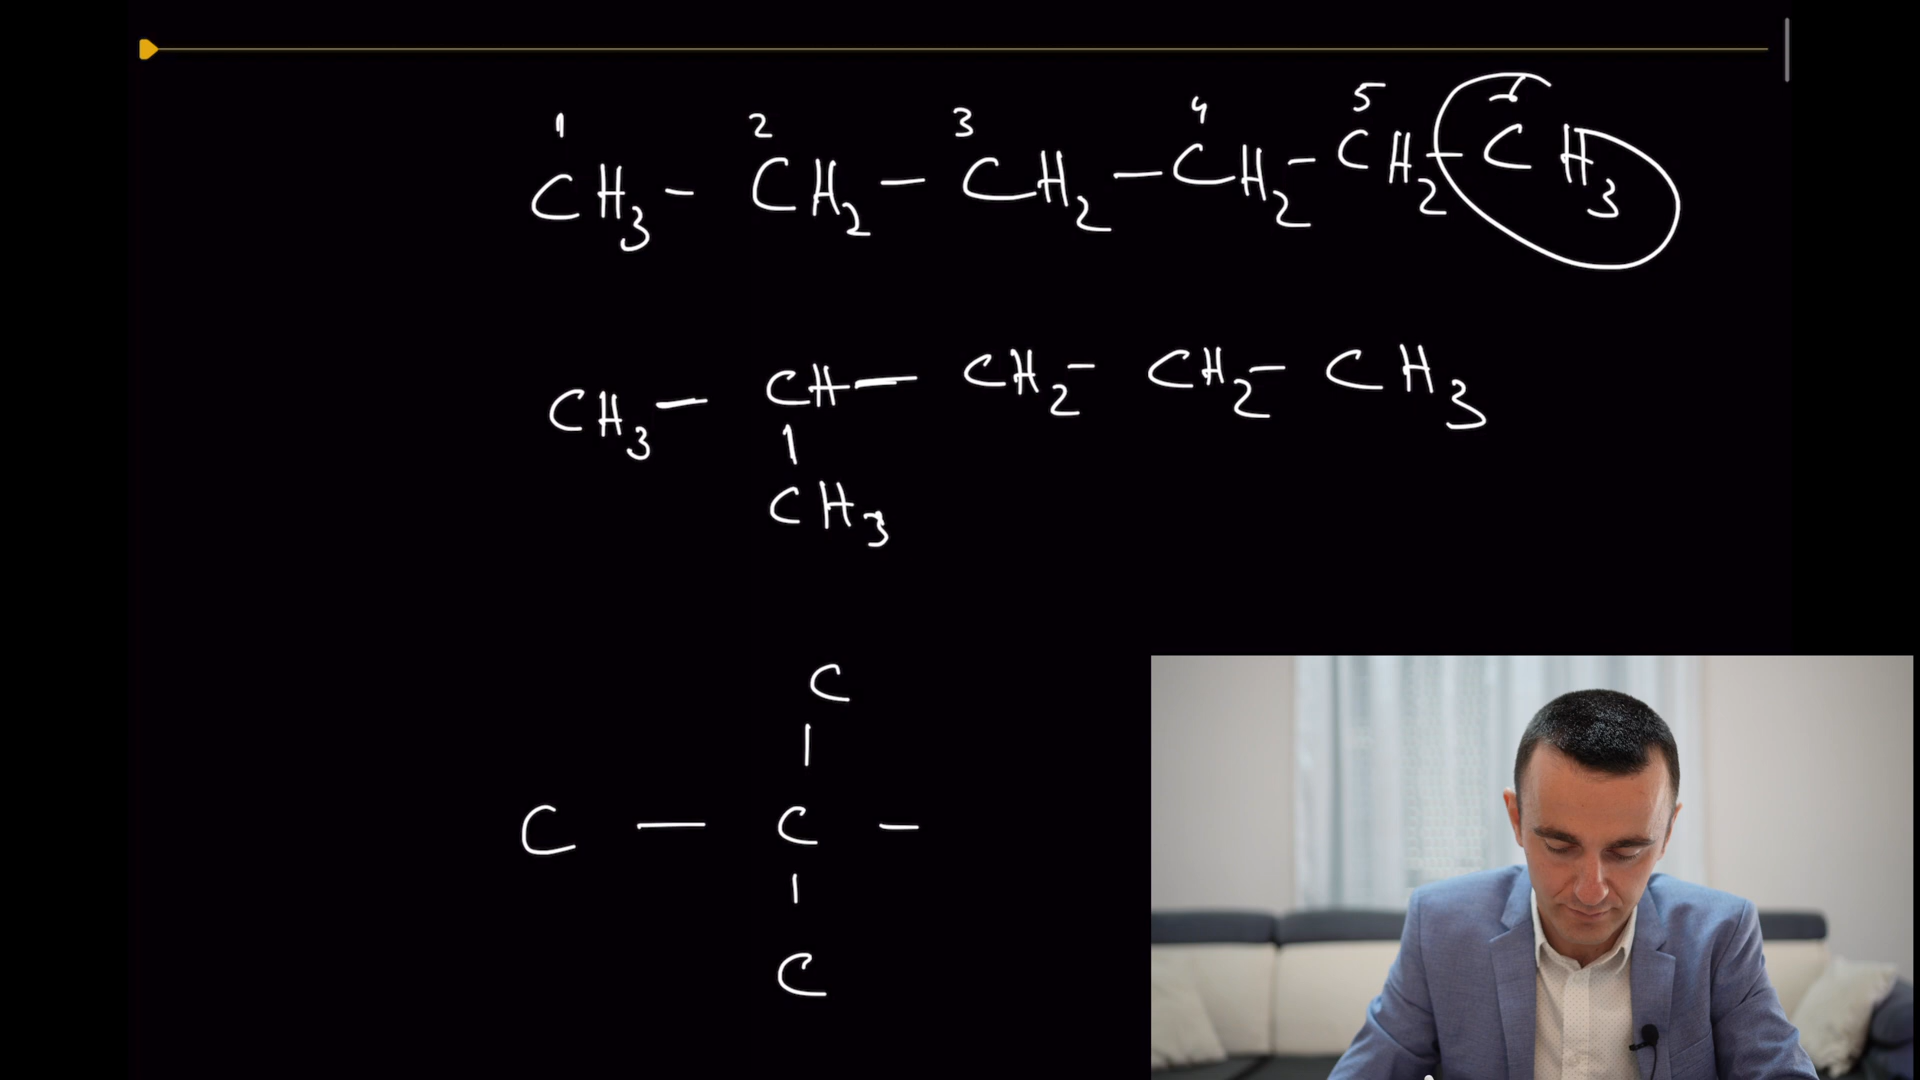 1 2 3 4 5 6
CH3 - CH2 - CH2 - CH2 - CH2 - CH3
CH3 - CH - CH2 - CH2 - CH3
|
CH3
C
|
C - C -
|
C